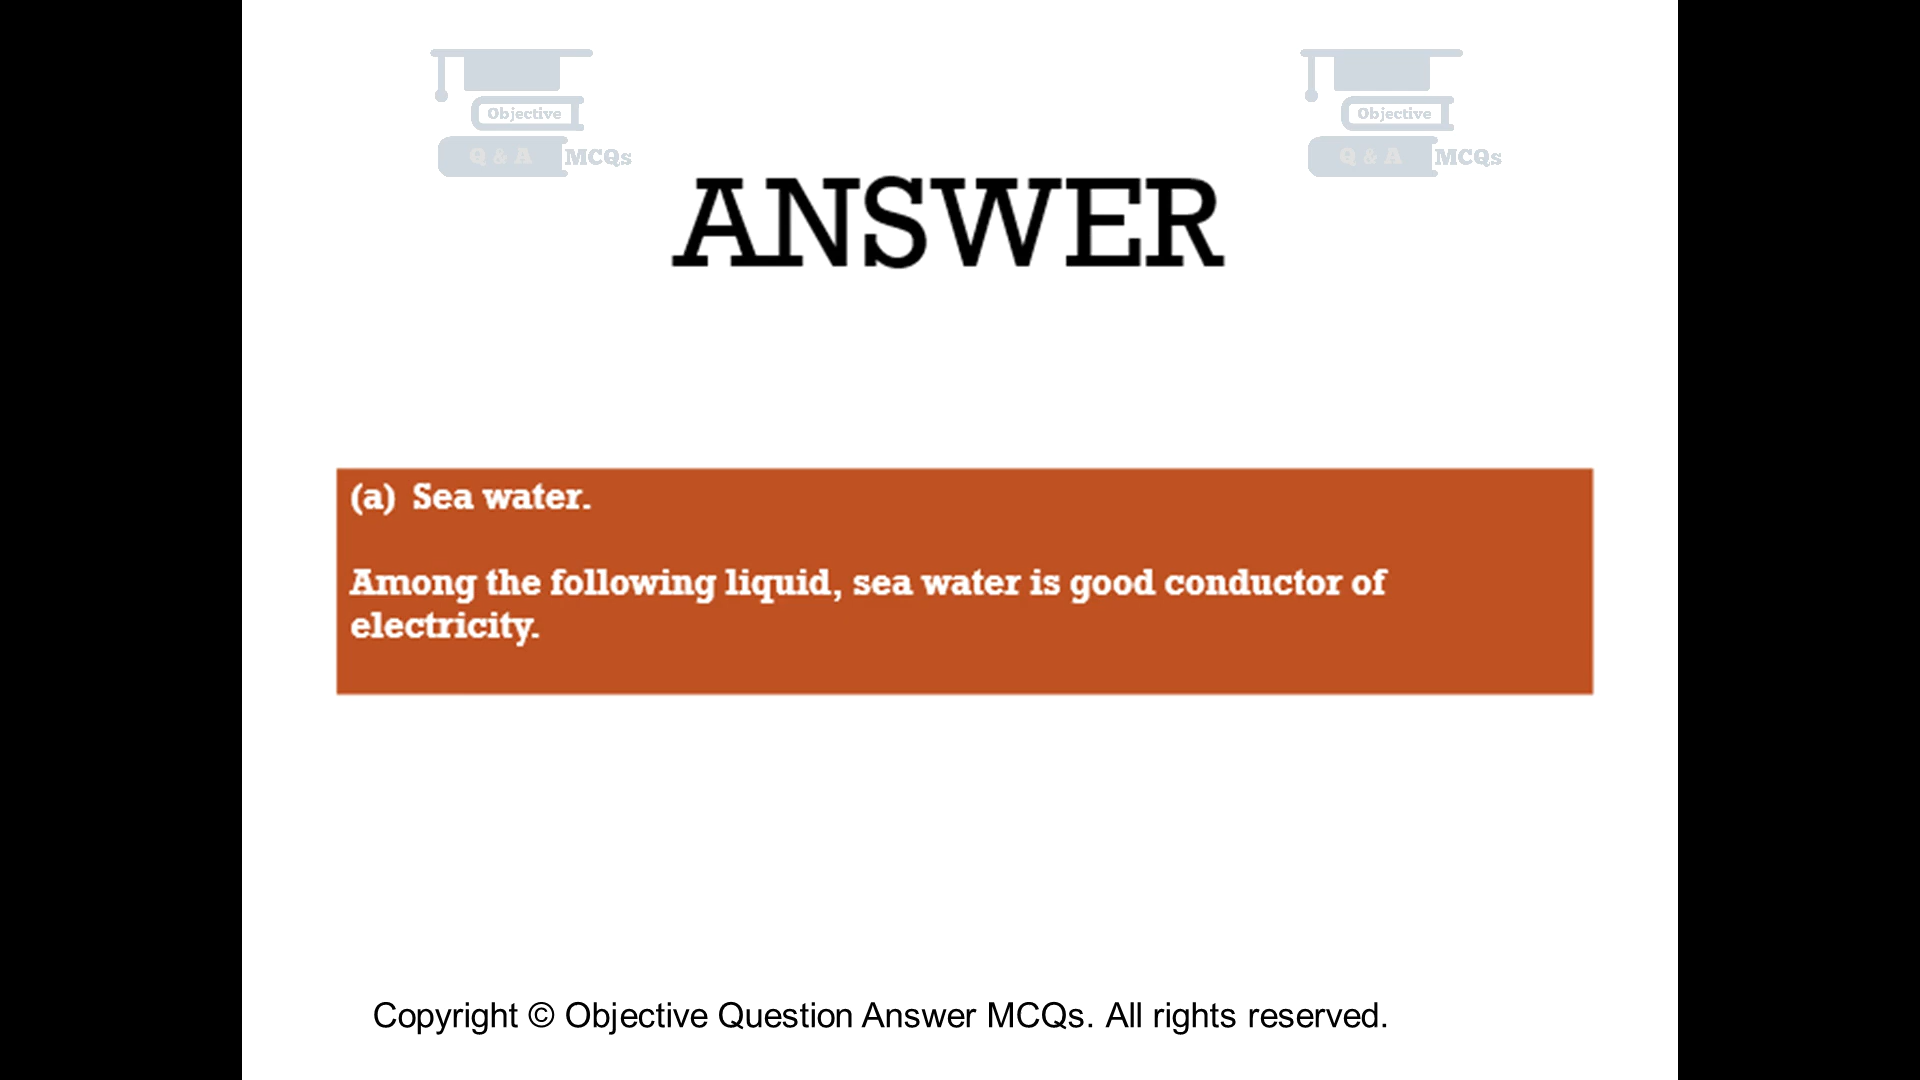 Objective
Q & A MCQs
Objective
Q & A MCQs
ANSWER
(a) Sea water.
Among the following liquid, sea water is good conductor of
electricity.
Copyright © Objective Question Answer MCQs. All rights reserved.